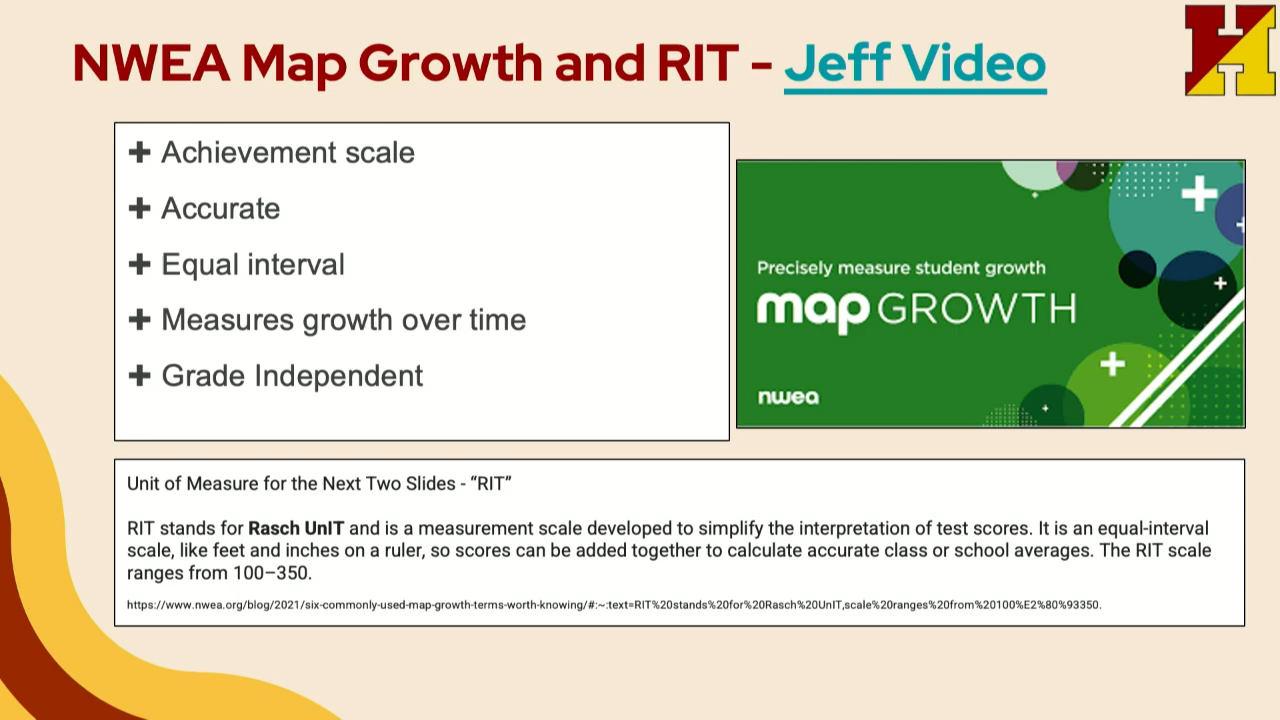 NWEA Map Growth and RIT - Jeff Video
H
+ Achievement scale
+ Accurate
+ Equal interval
+ Measures growth over time
+ Grade Independent
Precisely measure student growth
map GROWTH
nwea
Unit of Measure for the Next Two Slides - “RIT”
RIT stands for Rasch UnIT and is a measurement scale developed to simplify the interpretation of test scores. It is an equal-interval
scale, like feet and inches on a ruler, so scores can be added together to calculate accurate class or school averages. The RIT scale
ranges from 100–350.
https://www.nwea.org/blog/2021/six-commonly-used-map-growth-terms-worth-knowing/#:~:text=RIT%20stands%20for%20Rasch%20UnIT,scale%20ranges%20from%20100%E2%80%93350.